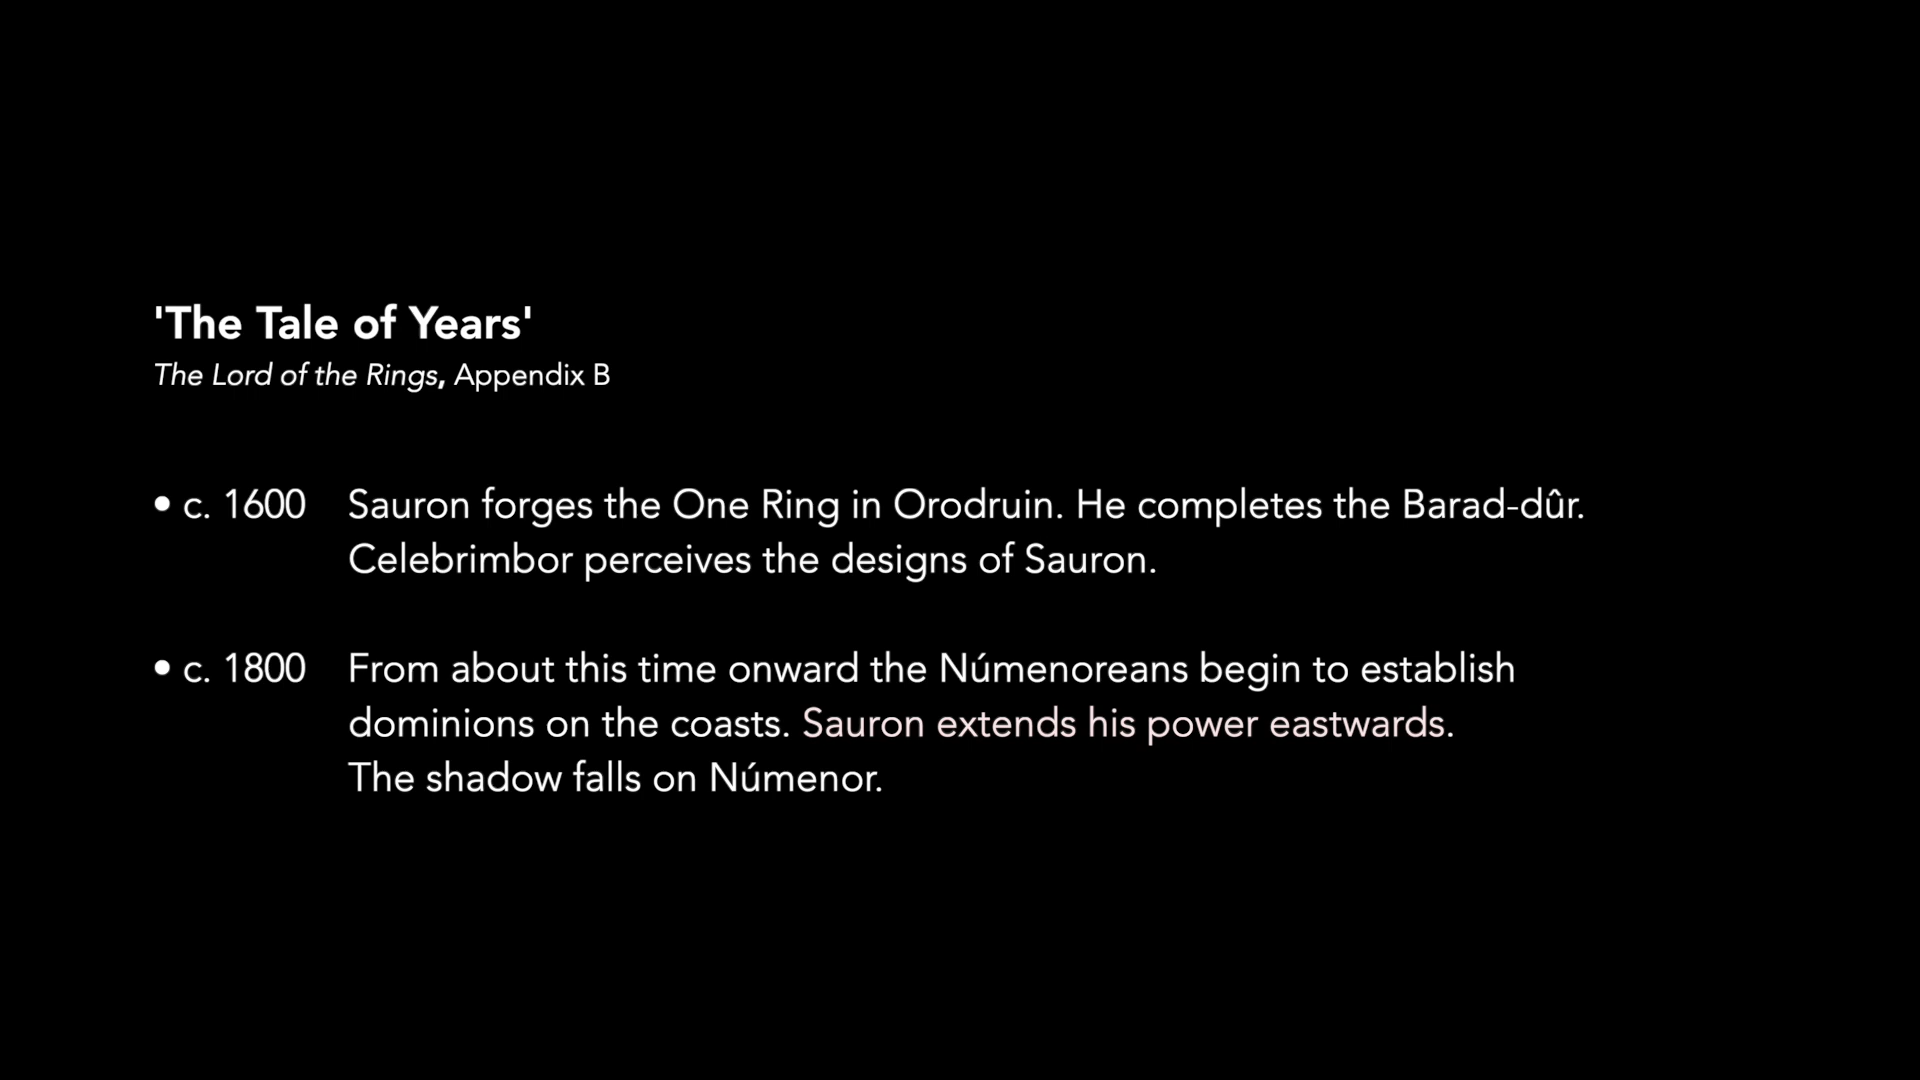 'The Tale of Years'
The Lord of the Rings, Appendix B
• c. 1600 Sauron forges the One Ring in Orodruin. He completes the Barad-dûr.
Celebrimbor perceives the designs of Sauron.
• c. 1800 From about this time onward the Númenoreans begin to establish
dominions on the coasts. Sauron extends his power eastwards.
The shadow falls on Númenor.